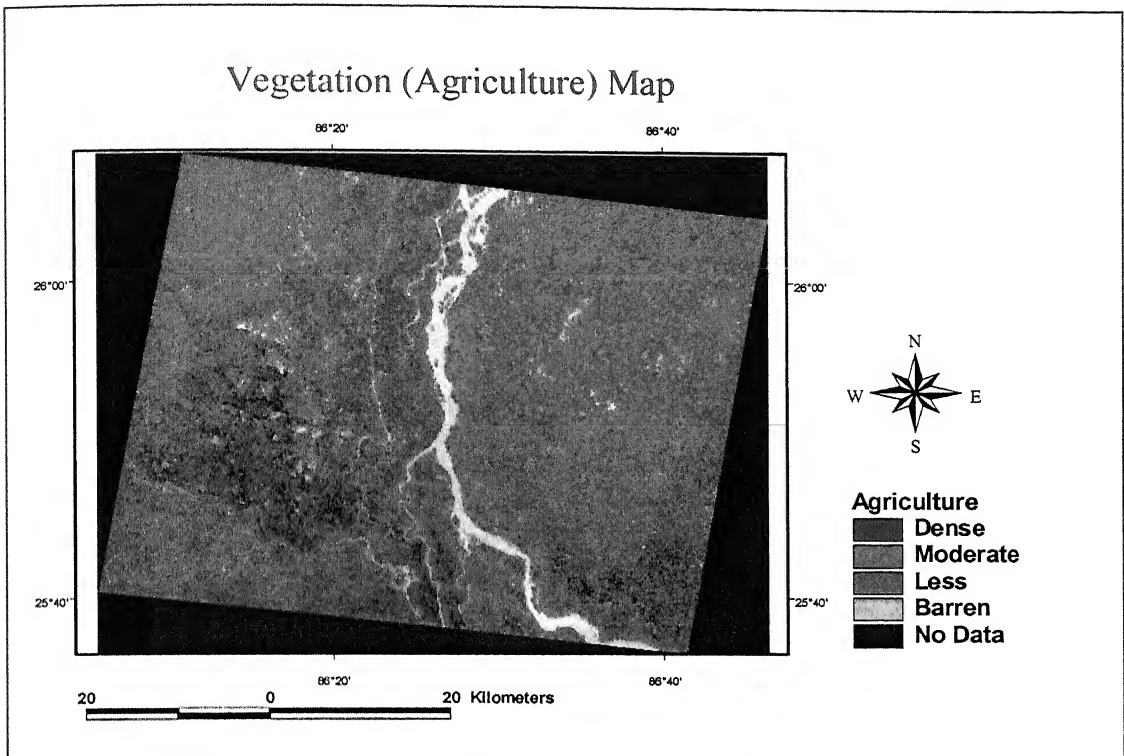 Vegetation (Agriculture) Map
86°20' 86°40'
26°00' 26°00'
N
W E
S
Agriculture
Dense
Moderate
Less
Barren
No Data
25°40' 25°40'
86°20' 86°40'
20 0 20 Kilometers